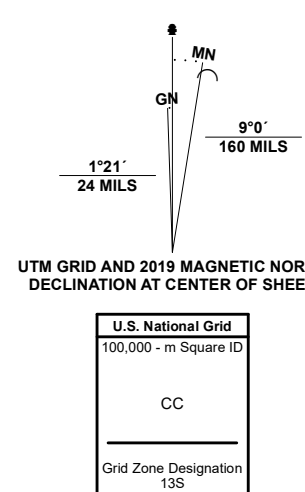 MN
GN
9°0´
160 MILS
1°21´
24 MILS
UTM GRID AND 2019 MAGNETIC NOR
DECLINATION AT CENTER OF SHEE
U.S. National Grid
100,000 - m Square ID
CC
Grid Zone Designation
13S